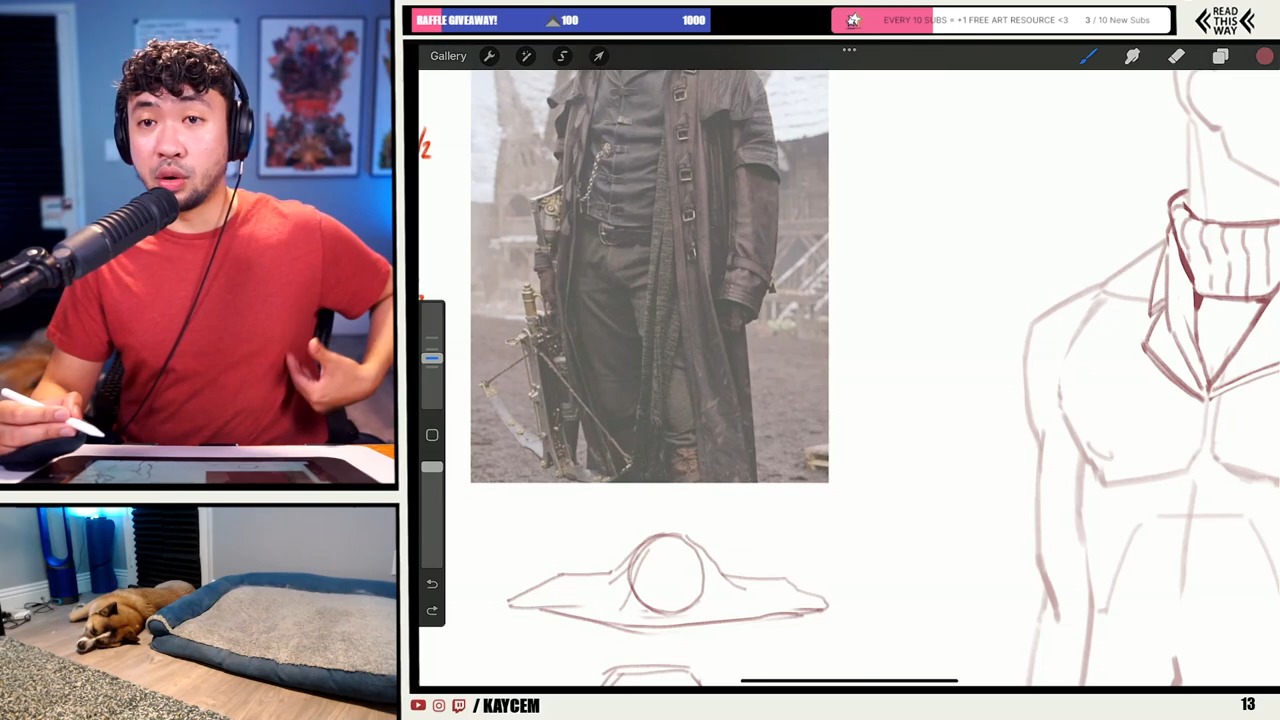 RAFFLE GIVEAWAY!
100
1000
EVERY 10 SUBS = +1 FREE ART RESOURCE <3
3 / 10 New Subs
READ
THIS
WAY
Gallery
/2
/ KAYCEM
13